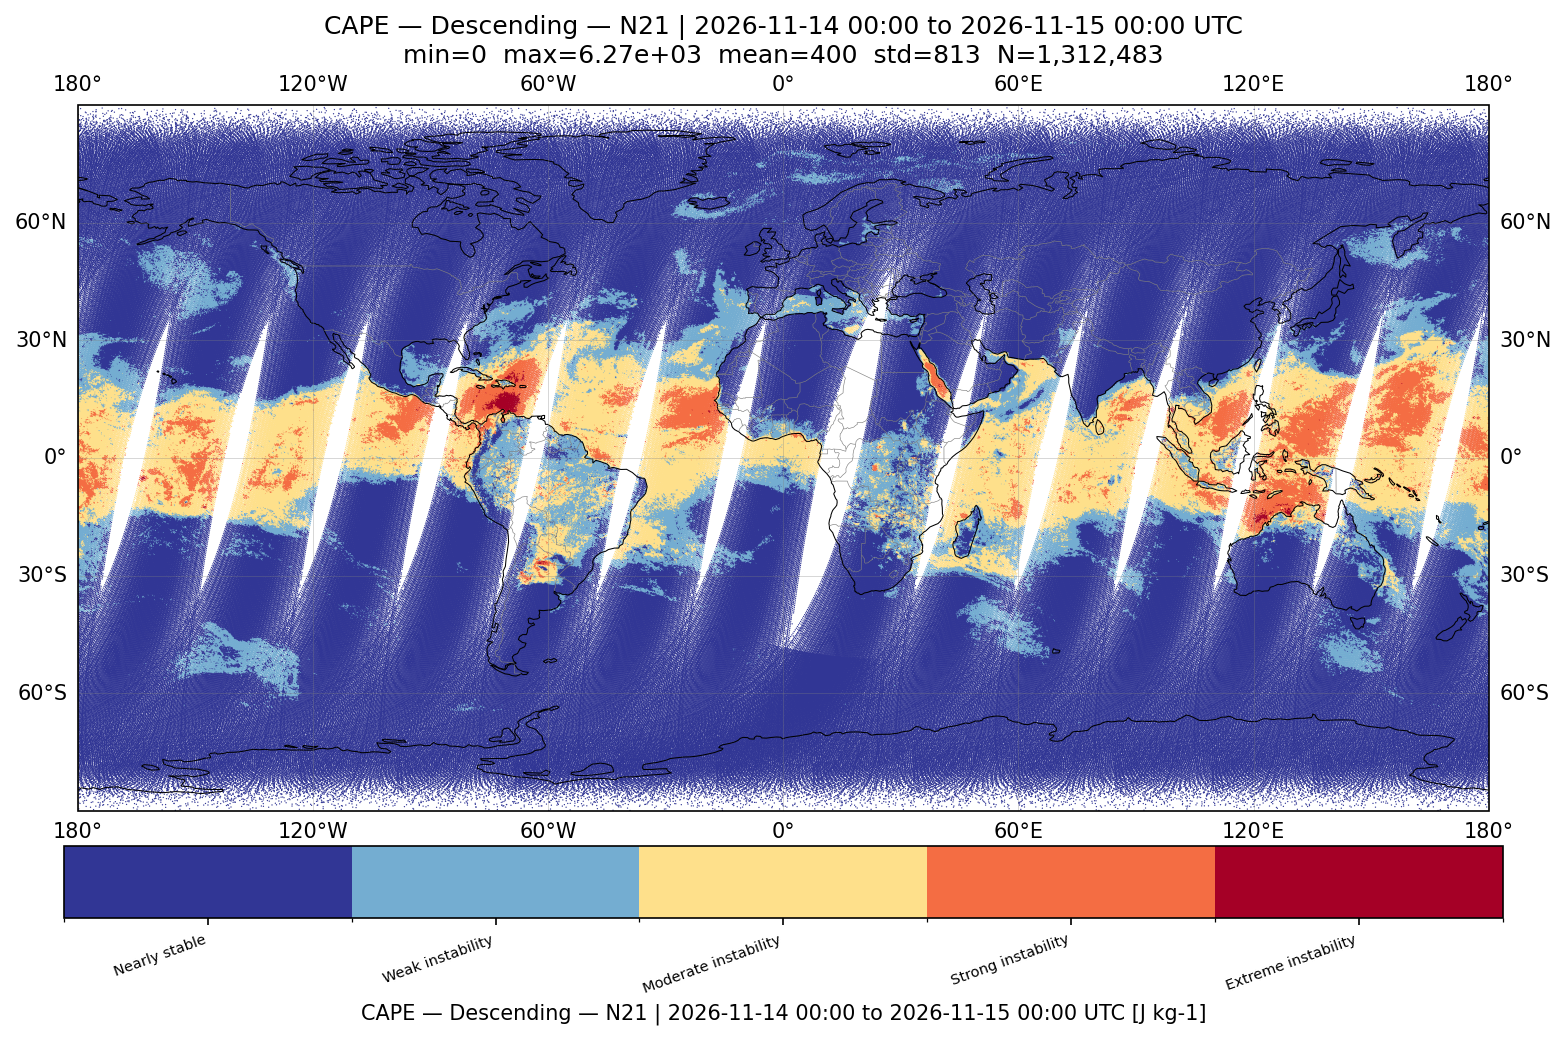 CAPE — Descending — N21 | 2026-11-14 00:00 to 2026-11-15 00:00 UTC
min=0  max=6.27e+03  mean=400  std=813  N=1,312,483
180° 120°W 60°W 0° 60°E 120°E 180°
60°N 60°N
30°N 30°N
0° 0°
30°S 30°S
60°S 60°S
180° 120°W 60°W 0° 60°E 120°E 180°
Nearly stable
Weak instability
Moderate instability
Strong instability
Extreme instability
CAPE — Descending — N21 | 2026-11-14 00:00 to 2026-11-15 00:00 UTC [J kg-1]